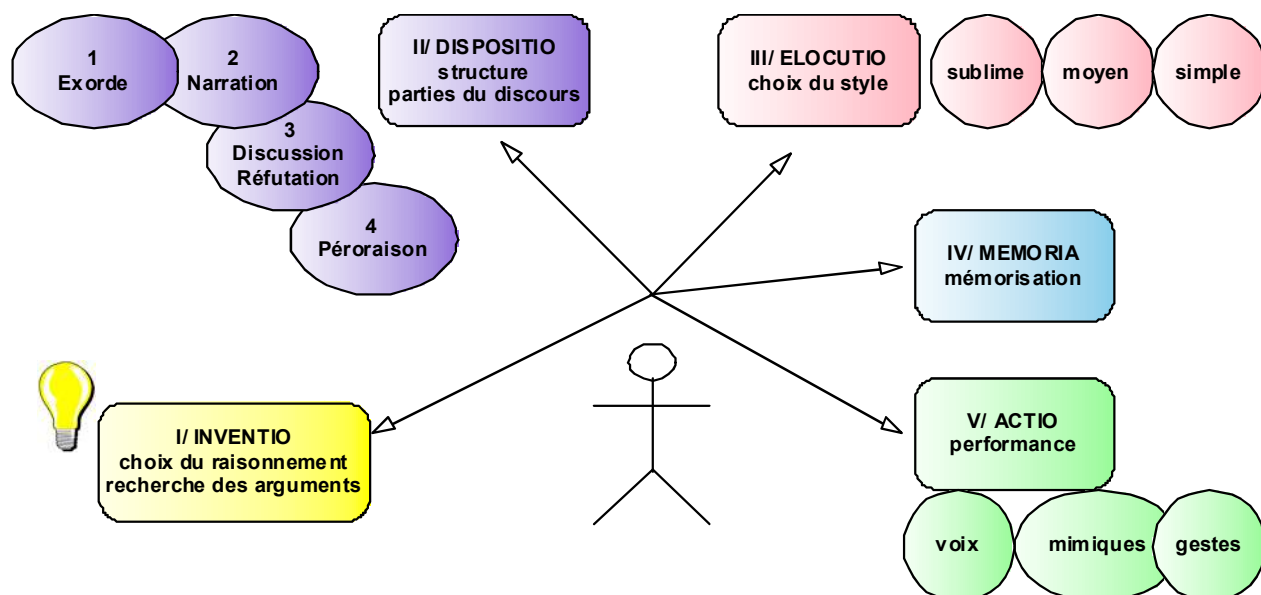 1
Exorde
2
Narration
3
Discussion
Réfutation
4
Péroraison
II/ DISPOSITIO
structure
parties du discours
III/ ELOCUTIO
choix du style
sublime
moyen
simple
IV/ MEMORIA
mémorisation
I/ INVENTIO
choix du raisonnement
recherche des arguments
V/ ACTIO
performance
voix
mimiques
gestes